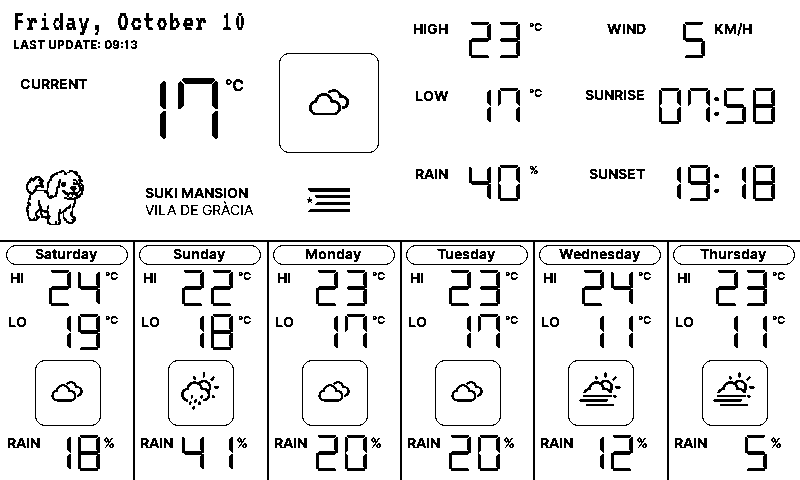 Friday, October 10
LAST UPDATE: 09:13
CURRENT 17 °C
SUKI MANSION
VILA DE GRÀCIA
HIGH 23 °C
LOW 17 °C
RAIN 40 %
WIND 5 KM/H
SUNRISE 07:58
SUNSET 19:18
Saturday
HI 24 °C
LO 19 °C
RAIN 18 %
Sunday
HI 22 °C
LO 18 °C
RAIN 41 %
Monday
HI 23 °C
LO 17 °C
RAIN 20 %
Tuesday
HI 23 °C
LO 17 °C
RAIN 20 %
Wednesday
HI 24 °C
LO 11 °C
RAIN 12 %
Thursday
HI 23 °C
LO 11 °C
RAIN 5 %